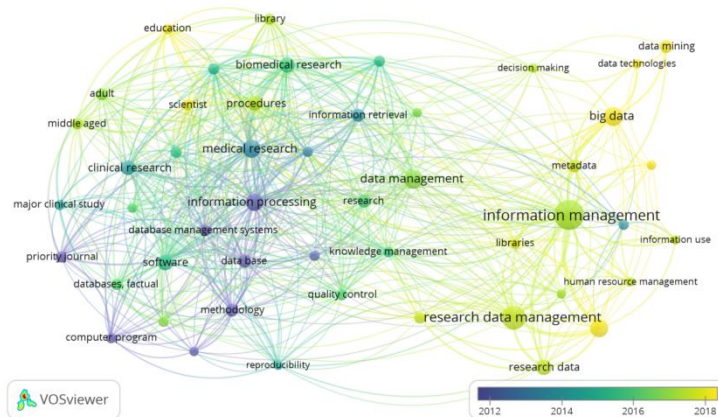 library
education
data mining
biomedical research
decision making
data technologies
adult
scientist
procedures
information retrieval
big data
middle aged
medical research
clinical research
data management
metadata
major clinical study
information processing
research
information management
database management systems
libraries
information use
priority journal
software
data base
knowledge management
databases, factual
quality control
human resource management
methodology
research data management
computer program
reproducibility
research data
VOSviewer
2012 2014 2016 2018